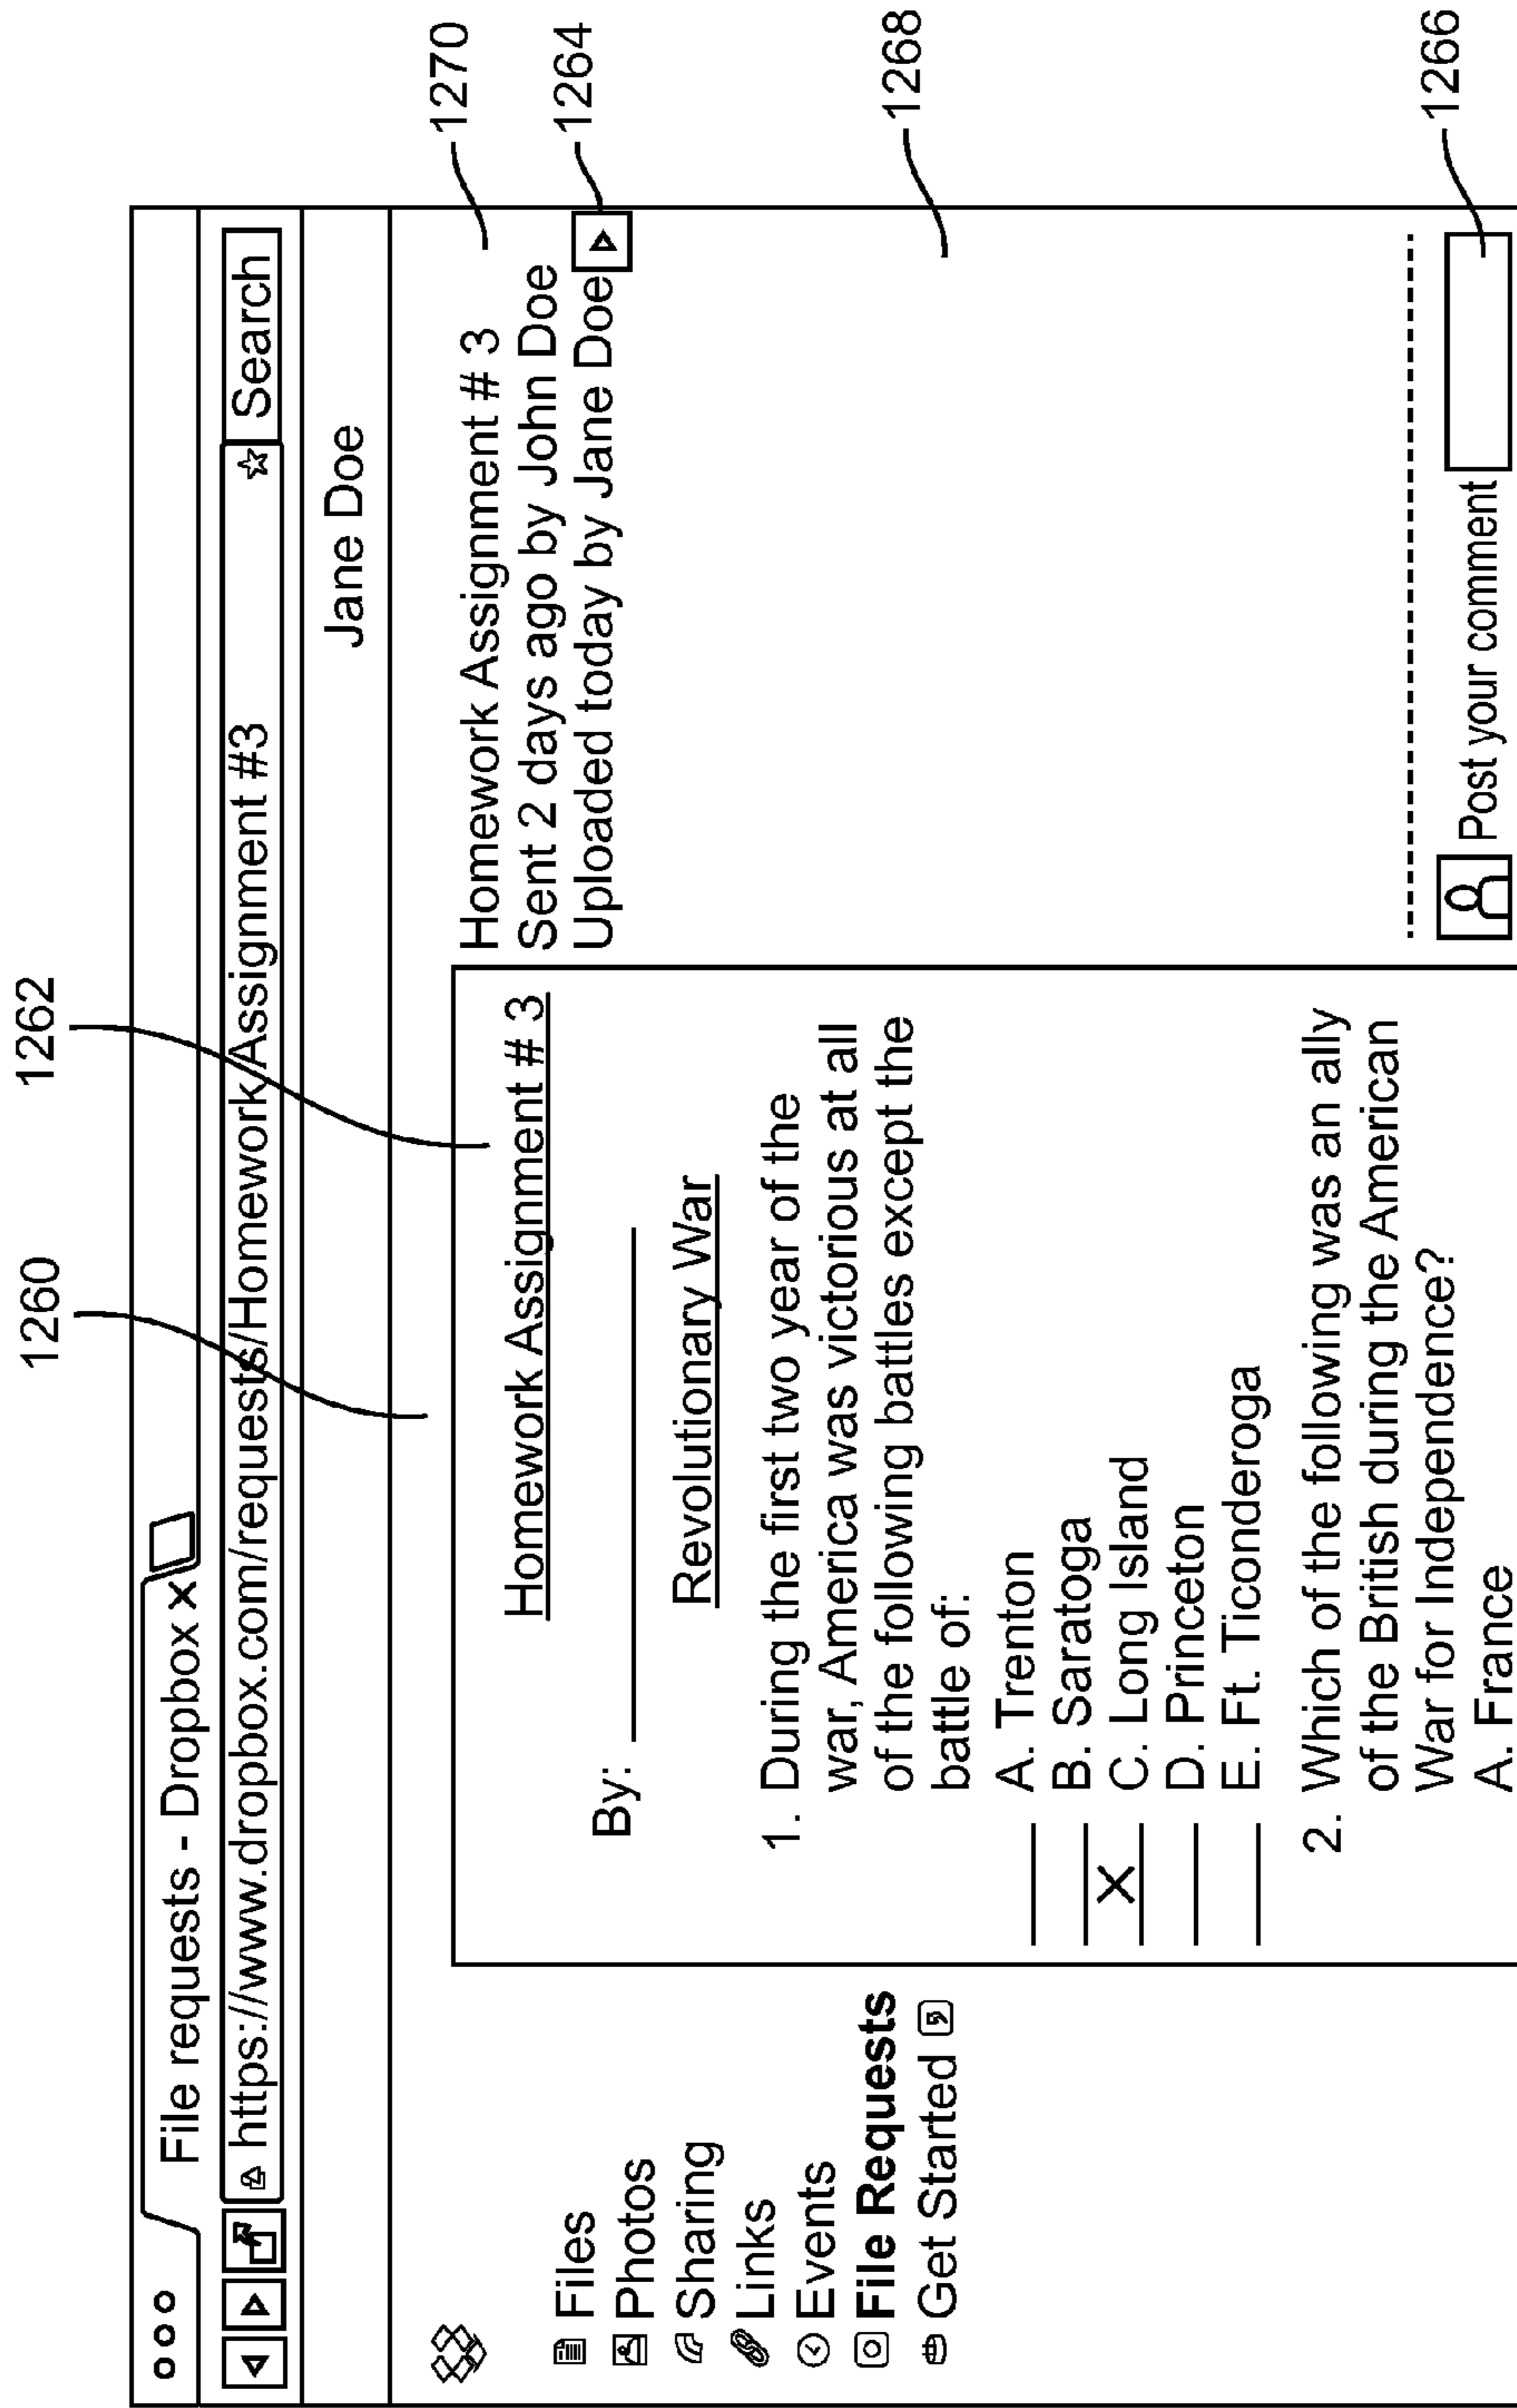 1260
1262
File requests - Dropbox x
https://www.dropbox.com/requests/Homework Assignment #3
Search
Jane Doe
Files
Photos
Sharing
Links
Events
File Requests
Get Started
Homework Assignment # 3
By:
Revolutionary War
1. During the first two year of the
war, America was victorious at all
of the following battles except the
battle of:
A. Trenton
B. Saratoga
X C. Long Island
D. Princeton
E. Ft. Ticonderoga
2. Which of the following was an ally
of the British during the American
War for Independence?
A. France
Homework Assignment # 3
Sent 2 days ago by John Doe
Uploaded today by Jane Doe
Post your comment
1270
1264
1268
1266